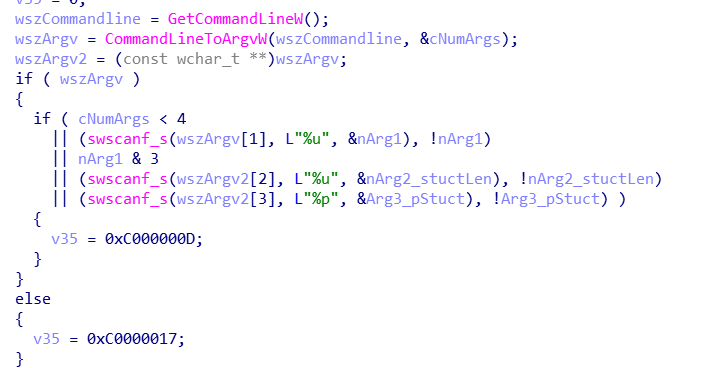 wszCommandline = GetCommandLineW();
wszArgv = CommandLineToArgvW(wszCommandline, &cNumArgs);
wszArgv2 = (const wchar_t **)wszArgv;
if ( wszArgv )
{
if ( cNumArgs < 4
|| (swscanf_s(wszArgv[1], L"%u", &nArg1), !nArg1)
|| nArg1 & 3
|| (swscanf_s(wszArgv2[2], L"%u", &nArg2_stuctLen), !nArg2_stuctLen)
|| (swscanf_s(wszArgv2[3], L"%p", &Arg3_pStuct), !Arg3_pStuct) )
{
v35 = 0xC000000D;
}
}
else
{
v35 = 0xC0000017;
}